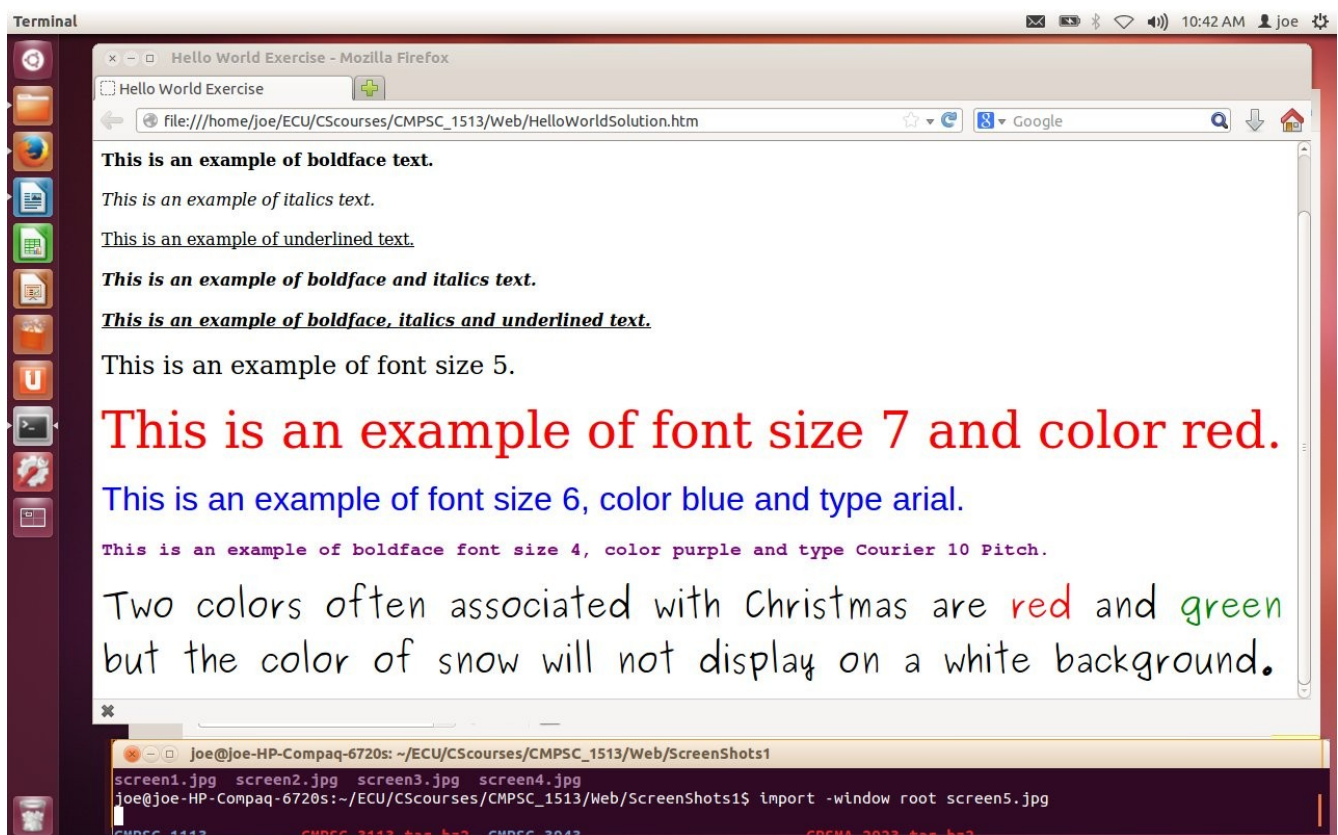 Terminal
10:42 AM joe
Hello World Exercise - Mozilla Firefox
Hello World Exercise
file:///home/joe/ECU/CScourses/CMPSC_1513/Web/HelloWorldSolution.htm
8 Google
This is an example of boldface text.
This is an example of italics text.
This is an example of underlined text.
This is an example of boldface and italics text.
This is an example of boldface, italics and underlined text.
This is an example of font size 5.
This is an example of font size 7 and color red.
This is an example of font size 6, color blue and type arial.
This is an example of boldface font size 4, color purple and type Courier 10 Pitch.
Two colors often associated with Christmas are red and green
but the color of snow will not display on a white background.
joe@joe-HP-Compaq-6720s: ~/ECU/CScourses/CMPSC_1513/Web/ScreenShots1
screen1.jpg screen2.jpg screen3.jpg screen4.jpg
joe@joe-HP-Compaq-6720s:~/ECU/CScourses/CMPSC_1513/Web/ScreenShots1$ import -window root screen5.jpg